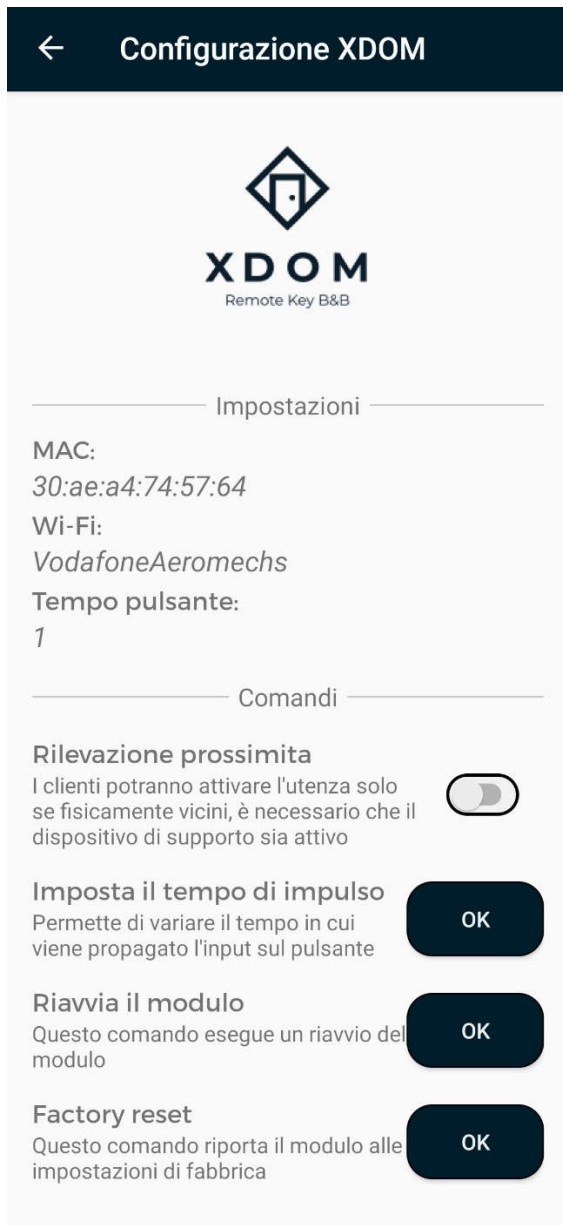 Configurazione XDOM
XDOM
Remote Key B&B
Impostazioni
MAC:
30:ae:a4:74:57:64
Wi-Fi:
VodafoneAeromechs
Tempo pulsante:
1
Comandi
Rilevazione prossimita
I clienti potranno attivare l'utenza solo
se fisicamente vicini, è necessario che il
dispositivo di supporto sia attivo
Imposta il tempo di impulso
Permette di variare il tempo in cui
viene propagato l'input sul pulsante
OK
Riavvia il modulo
Questo comando esegue un riavvio del
modulo
OK
Factory reset
Questo comando riporta il modulo alle
impostazioni di fabbrica
OK